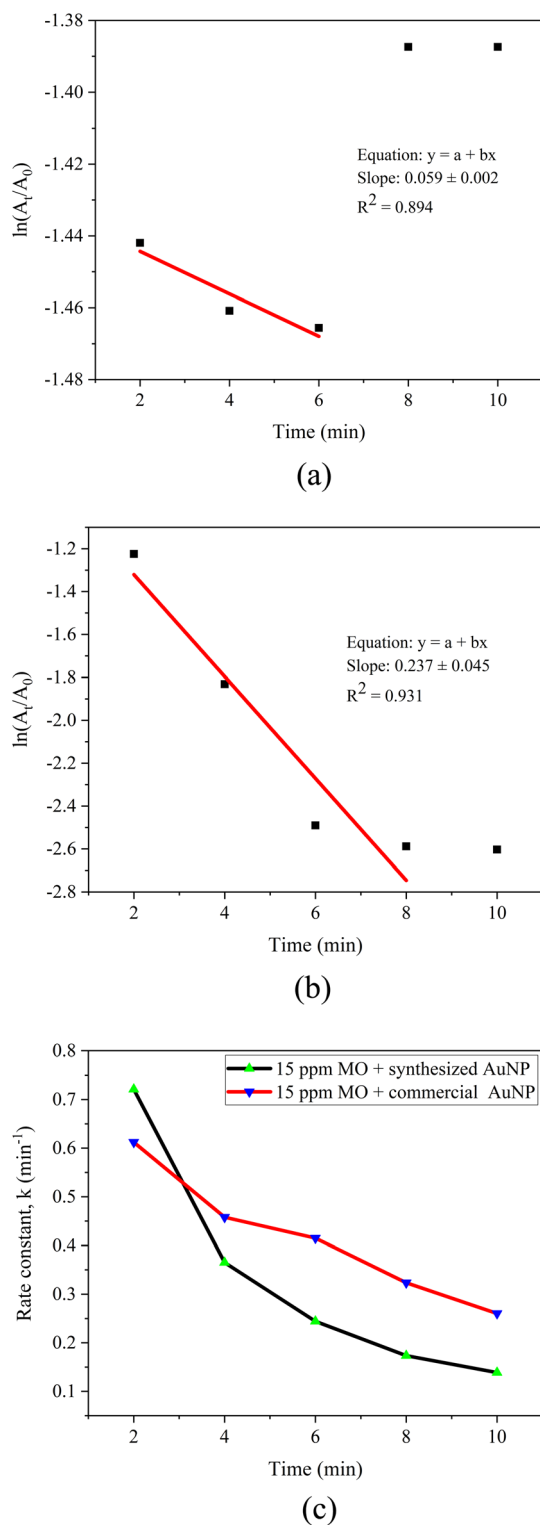 -1.38
-1.40
-1.42
-1.44
-1.46
-1.48
ln(A_t/A_0)
Equation: y = a + bx
Slope: 0.059 ± 0.002
R² = 0.894
2 4 6 8 10
Time (min)
(a)
-1.2
-1.4
-1.6
-1.8
-2.0
-2.2
-2.4
-2.6
-2.8
ln(A_t/A_0)
Equation: y = a + bx
Slope: 0.237 ± 0.045
R² = 0.931
2 4 6 8 10
Time (min)
(b)
0.8
0.7
0.6
0.5
0.4
0.3
0.2
0.1
Rate constant, k (min⁻¹)
15 ppm MO + synthesized AuNP
15 ppm MO + commercial AuNP
2 4 6 8 10
Time (min)
(c)